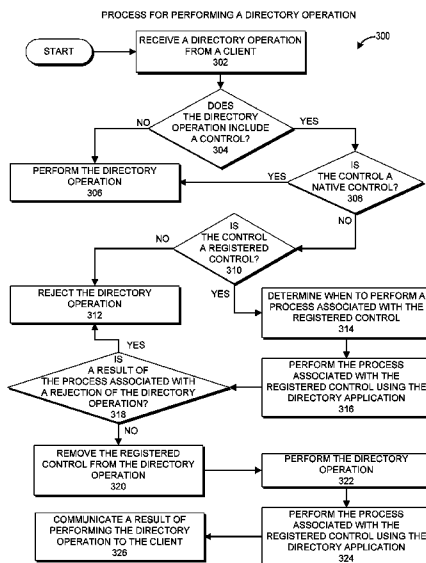 PROCESS FOR PERFORMING A DIRECTORY OPERATION
300
START
RECEIVE A DIRECTORY OPERATION
FROM A CLIENT
302
DOES
THE DIRECTORY
OPERATION INCLUDE
A CONTROL?
304
NO
YES
PERFORM THE DIRECTORY
OPERATION
306
YES
IS
THE CONTROL A
NATIVE CONTROL?
308
NO
IS
THE CONTROL
A REGISTERED
CONTROL?
310
NO
YES
REJECT THE DIRECTORY
OPERATION
312
DETERMINE WHEN TO PERFORM A
PROCESS ASSOCIATED WITH THE
REGISTERED CONTROL
314
YES
IS
A RESULT OF
THE PROCESS ASSOCIATED WITH
A REJECTION OF THE DIRECTORY
OPERATION?
318
NO
PERFORM THE PROCESS
ASSOCIATED WITH THE
REGISTERED CONTROL USING THE
DIRECTORY APPLICATION
316
REMOVE THE REGISTERED
CONTROL FROM THE DIRECTORY
OPERATION
320
PERFORM THE DIRECTORY
OPERATION
322
COMMUNICATE A RESULT OF
PERFORMING THE DIRECTORY
OPERATION TO THE CLIENT
326
PERFORM THE PROCESS
ASSOCIATED WITH THE
REGISTERED CONTROL USING THE
DIRECTORY APPLICATION
324